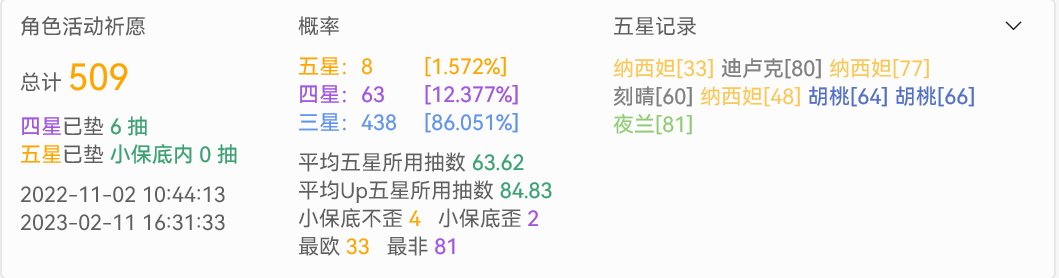 角色活动祈愿
总计 509
四星已垫 6 抽
五星已垫 小保底内 0 抽
2022-11-02 10:44:13
2023-02-11 16:31:33
概率
五星： 8 [1.572%]
四星： 63 [12.377%]
三星： 438 [86.051%]
平均五星所用抽数 63.62
平均Up五星所用抽数 84.83
小保底不歪 4 小保底歪 2
最欧 33 最非 81
五星记录
纳西妲[33] 迪卢克[80] 纳西妲[77]
刻晴[60] 纳西妲[48] 胡桃[64] 胡桃[66]
夜兰[81]